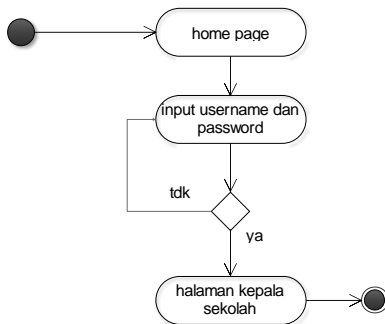 home page
input username dan
password
tdk
ya
halaman kepala
sekolah